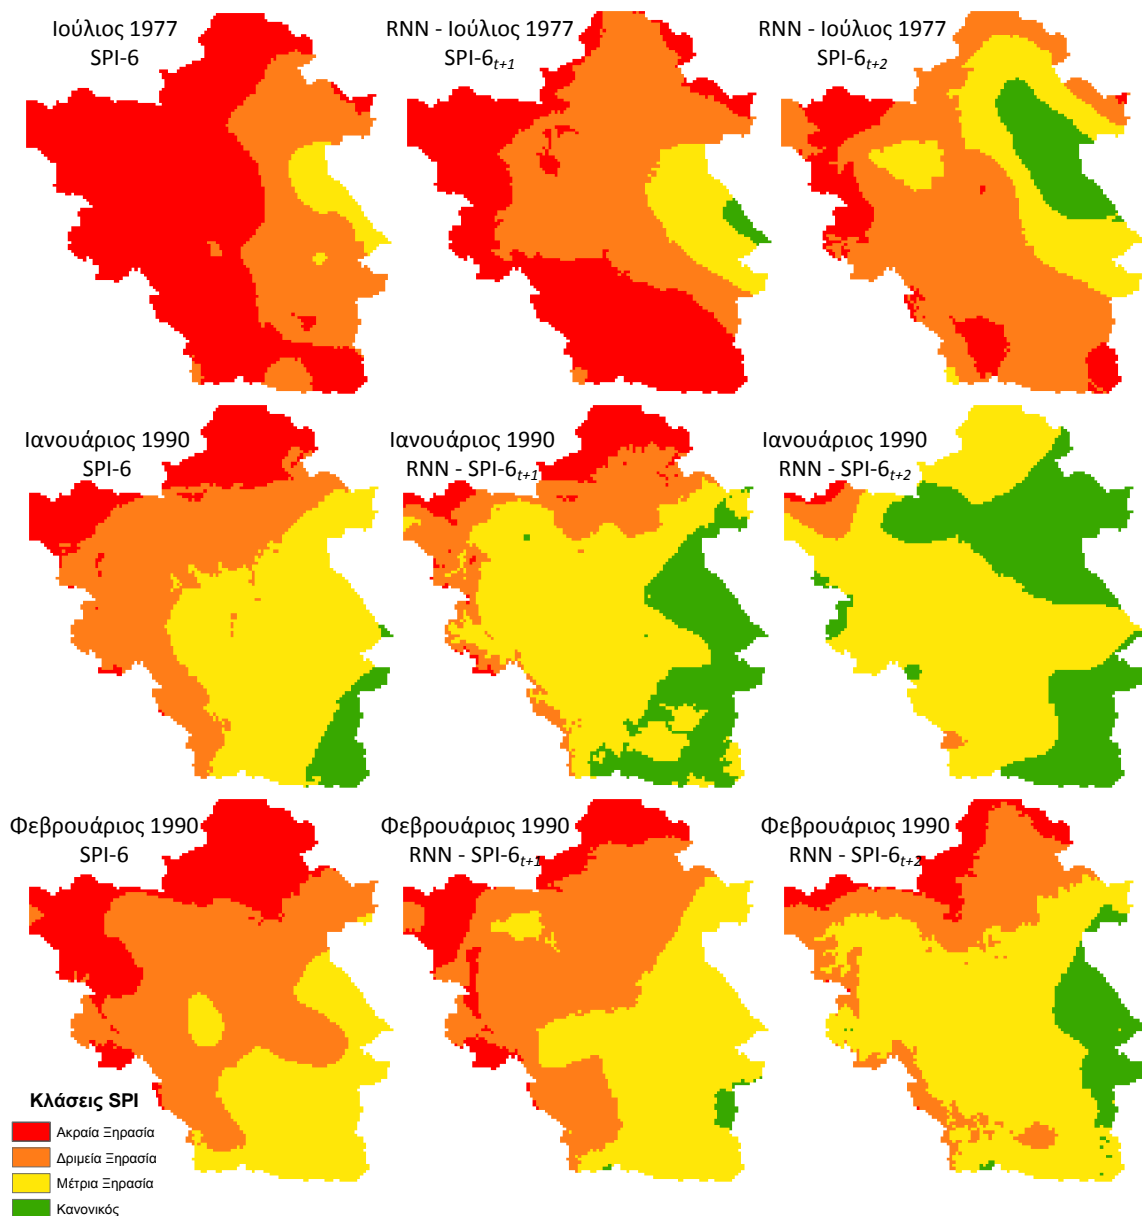 Ιούλιος 1977
SPI-6
RNN - Ιούλιος 1977
SPI-6t+1
RNN - Ιούλιος 1977
SPI-6t+2
Ιανουάριος 1990
SPI-6
Ιανουάριος 1990
RNN - SPI-6t+1
Ιανουάριος 1990
RNN - SPI-6t+2
Φεβρουάριος 1990
SPI-6
Φεβρουάριος 1990
RNN - SPI-6t+1
Φεβρουάριος 1990
RNN - SPI-6t+2
Κλάσεις SPI
Ακραία Ξηρασία
Δριμεία Ξηρασία
Μέτρια Ξηρασία
Κανονικός